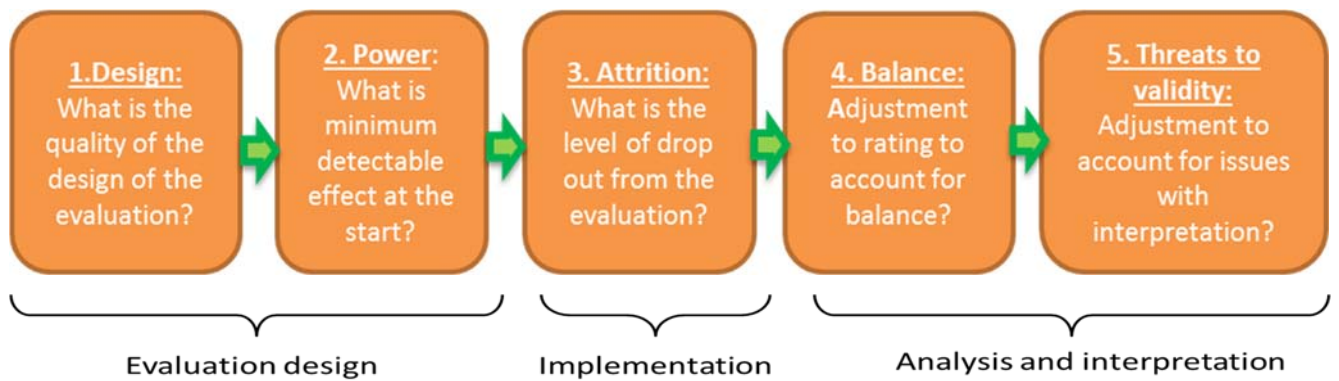 1.Design:
What is the
quality of the
design of the
evaluation?
2. Power:
What is
minimum
detectable
effect at the
start?
3. Attrition:
What is the
level of drop
out from the
evaluation?
4. Balance:
Adjustment
to rating to
account for
balance?
5. Threats to
validity:
Adjustment to
account for issues
with
interpretation?
Evaluation design
Implementation
Analysis and interpretation